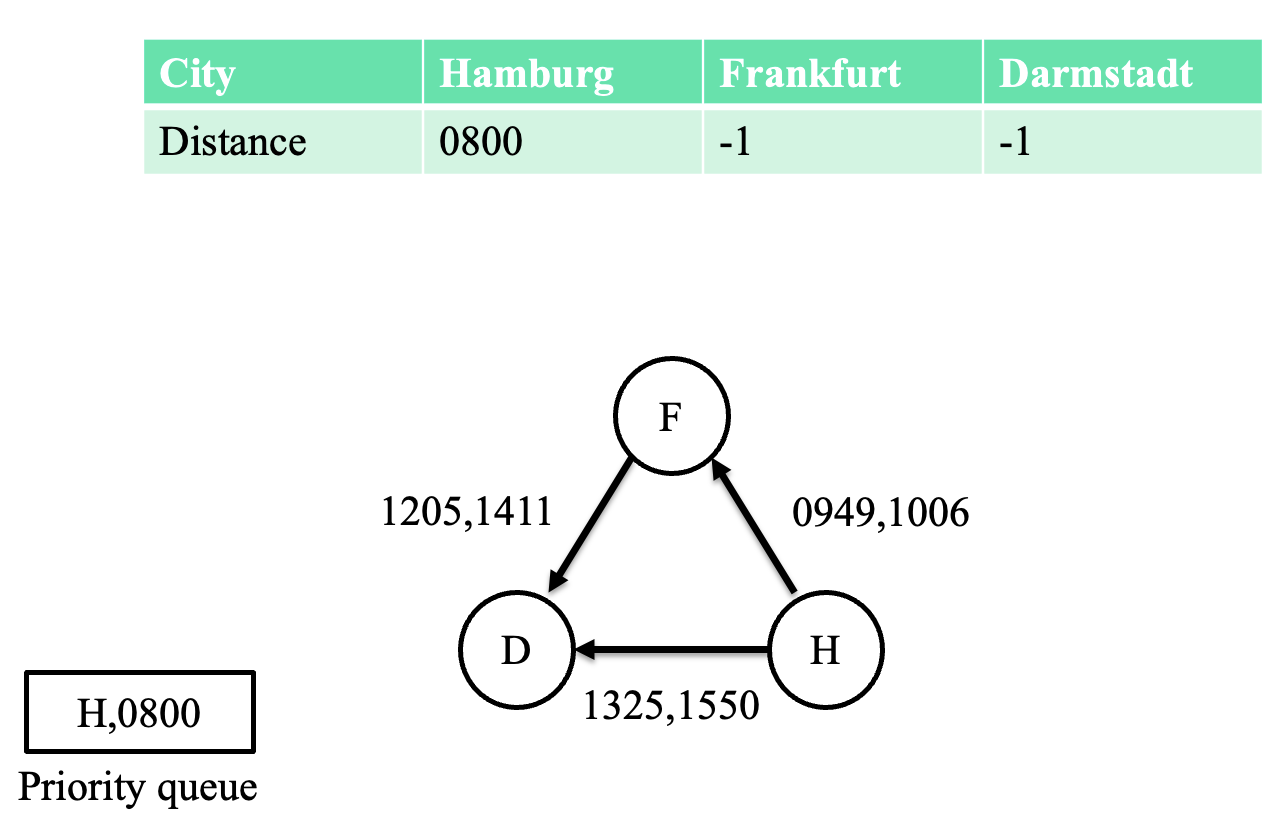 City Hamburg Frankfurt Darmstadt
Distance 0800 -1 -1
F
1205,1411 0949,1006
D H
1325,1550
H,0800
Priority queue